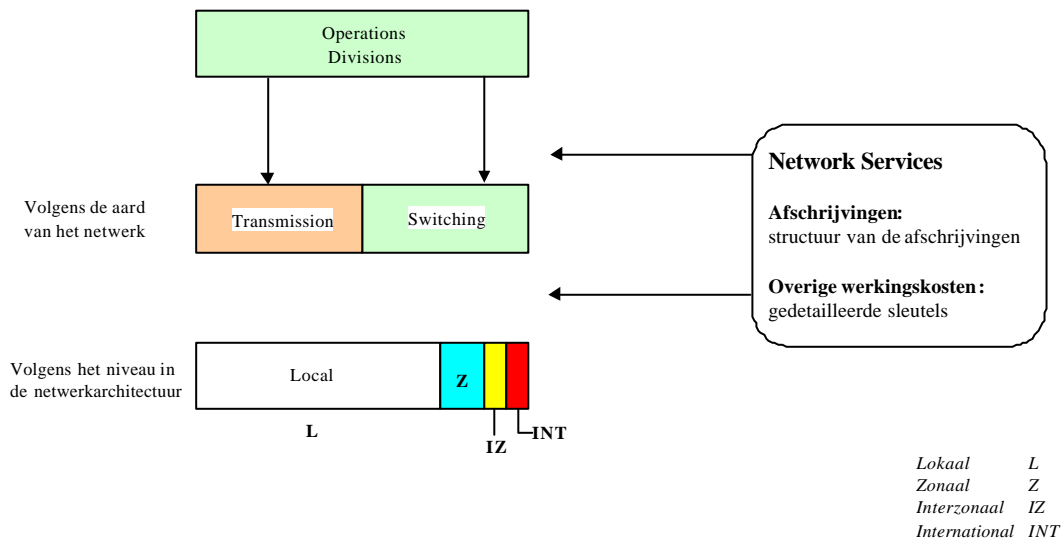 Operations
Divisions
Network Services
Volgens de aard
van het netwerk
Transmission
Switching
Afschrijvingen:
structuur van de afschrijvingen
Overige werkingskosten:
gedetailleerde sleutels
Volgens het niveau in
de netwerkarchitectuur
Local
Z
L
IZ
INT
Lokaal L
Zonaal Z
Interzonaal IZ
International INT